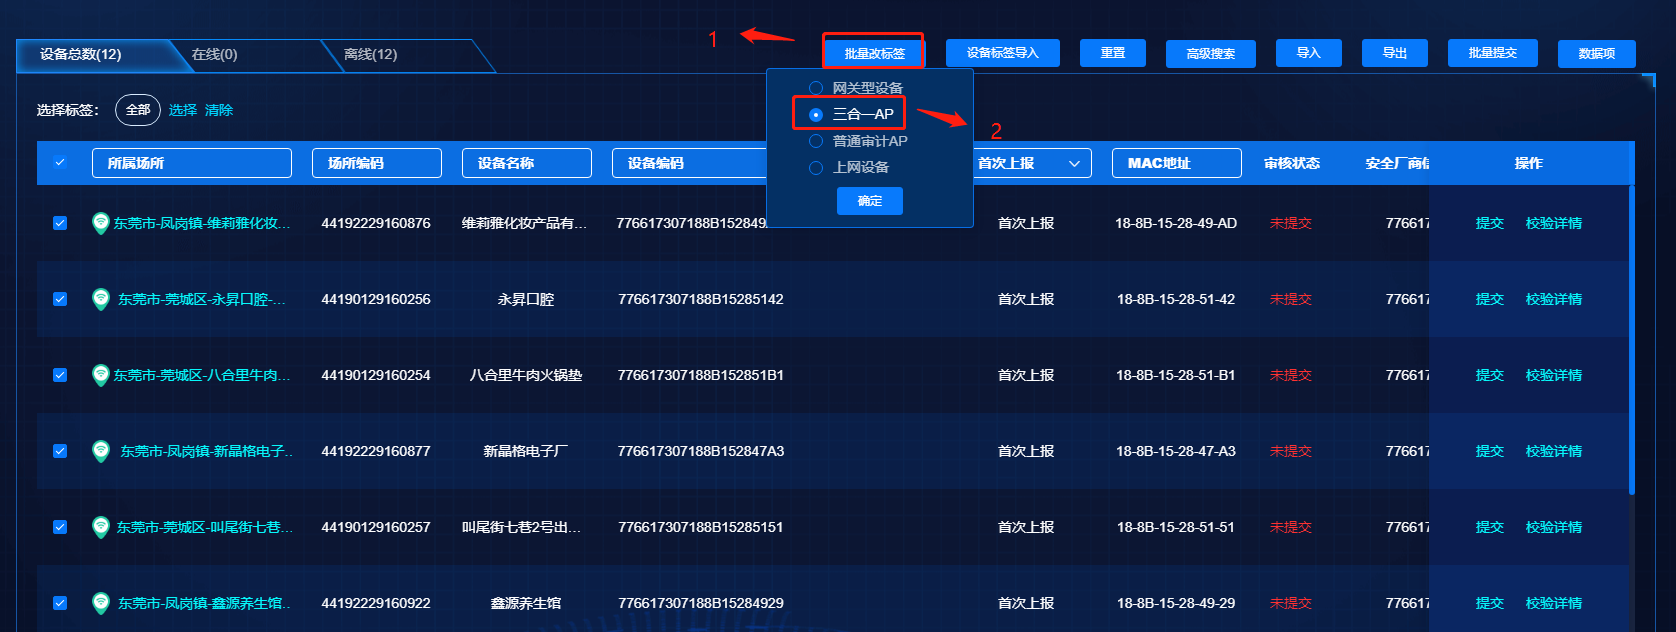 设备总数(12) 在线(0) 离线(12) 1 批量改标签 设备标签导入 重置 高级搜索 导入 导出 批量提交 数据项
网关型设备
选择标签： 全部 选择 清除 三合一AP 2
普通审计AP
上网设备
确定
所属场所 场所编码 设备名称 设备编码 首次上报 MAC地址 审核状态 安全厂商 操作
东莞市-凤岗镇-维莉雅化妆... 44192229160876 维莉雅化妆产品有... 776617307188B152849 首次上报 18-8B-15-28-49-AD 未提交 77661 提交 校验详情
东莞市-莞城区-永昇口腔-... 44190129160256 永昇口腔 776617307188B15285142 首次上报 18-8B-15-28-51-42 未提交 77661 提交 校验详情
东莞市-莞城区-八合里牛肉... 44190129160254 八合里牛肉火锅垫 776617307188B152851B1 首次上报 18-8B-15-28-51-B1 未提交 77661 提交 校验详情
东莞市-凤岗镇-新晶格电子.. 44192229160877 新晶格电子厂 776617307188B152847A3 首次上报 18-8B-15-28-47-A3 未提交 77661 提交 校验详情
东莞市-莞城区-叫尾街七巷... 44190129160257 叫尾街七巷2号出... 776617307188B15285151 首次上报 18-8B-15-28-51-51 未提交 77661 提交 校验详情
东莞市-凤岗镇-鑫源养生馆.. 44192229160922 鑫源养生馆 776617307188B15284929 首次上报 18-8B-15-28-49-29 未提交 77661 提交 校验详情